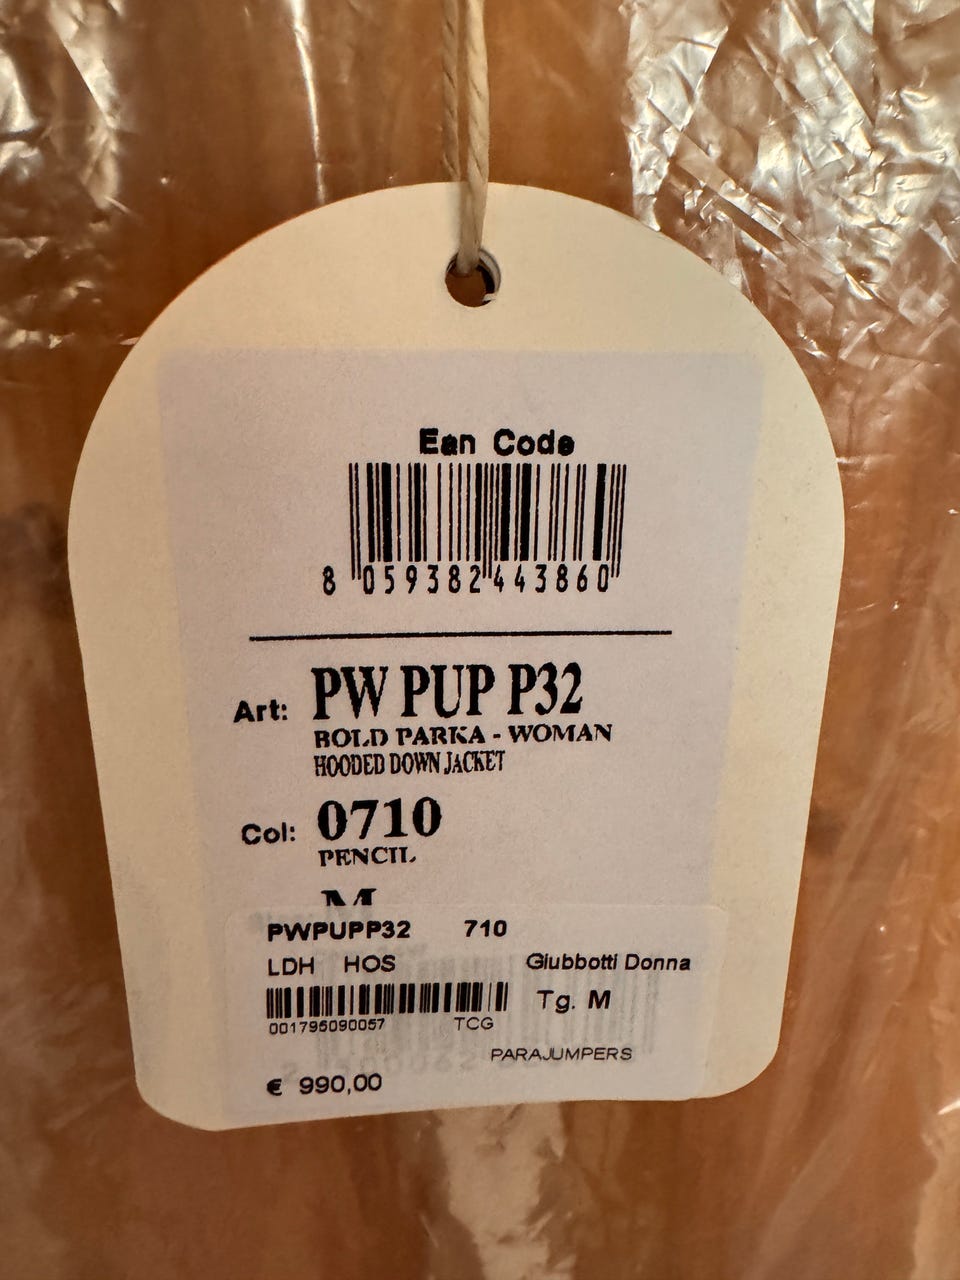 Ean Code
8 059382 443860
Art: PW PUP P32
BOLD PARKA - WOMAN
HOODED DOWN JACKET
Col: 0710
PENCIL
M
PWPUPP32 710
LDH HOS Giubbotti Donna
Tg. M
001795090057 TCG
PARAJUMPERS
€ 990,00